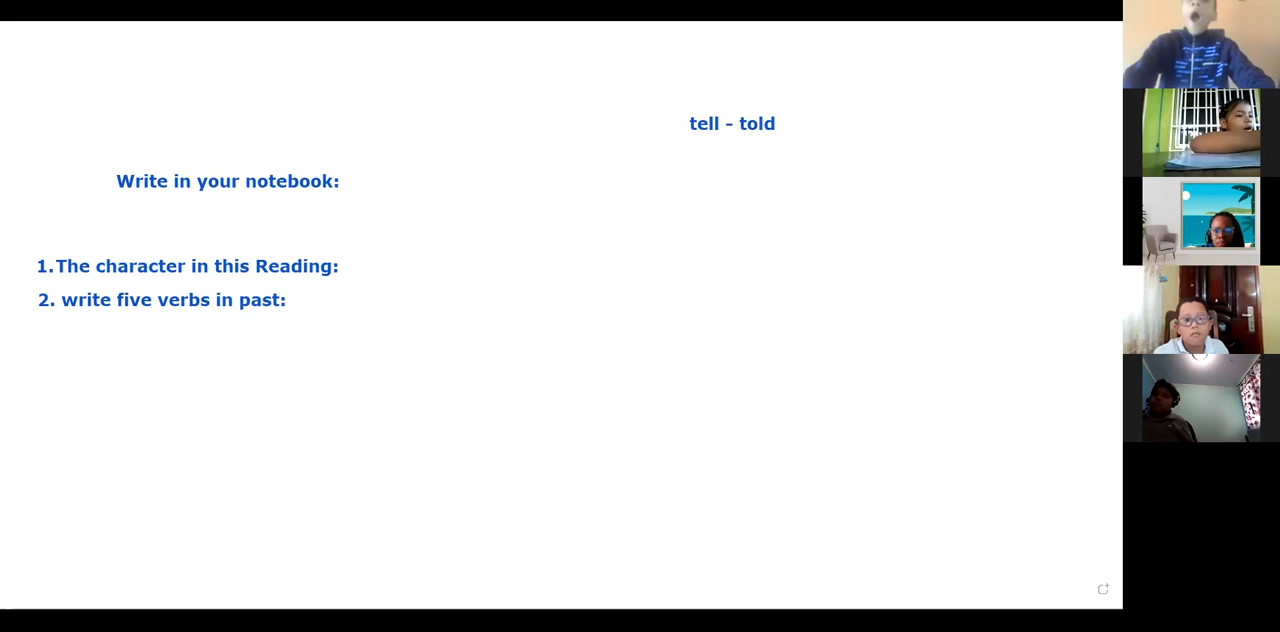 tell - told
Write in your notebook:
1.The character in this Reading:
2. write five verbs in past: